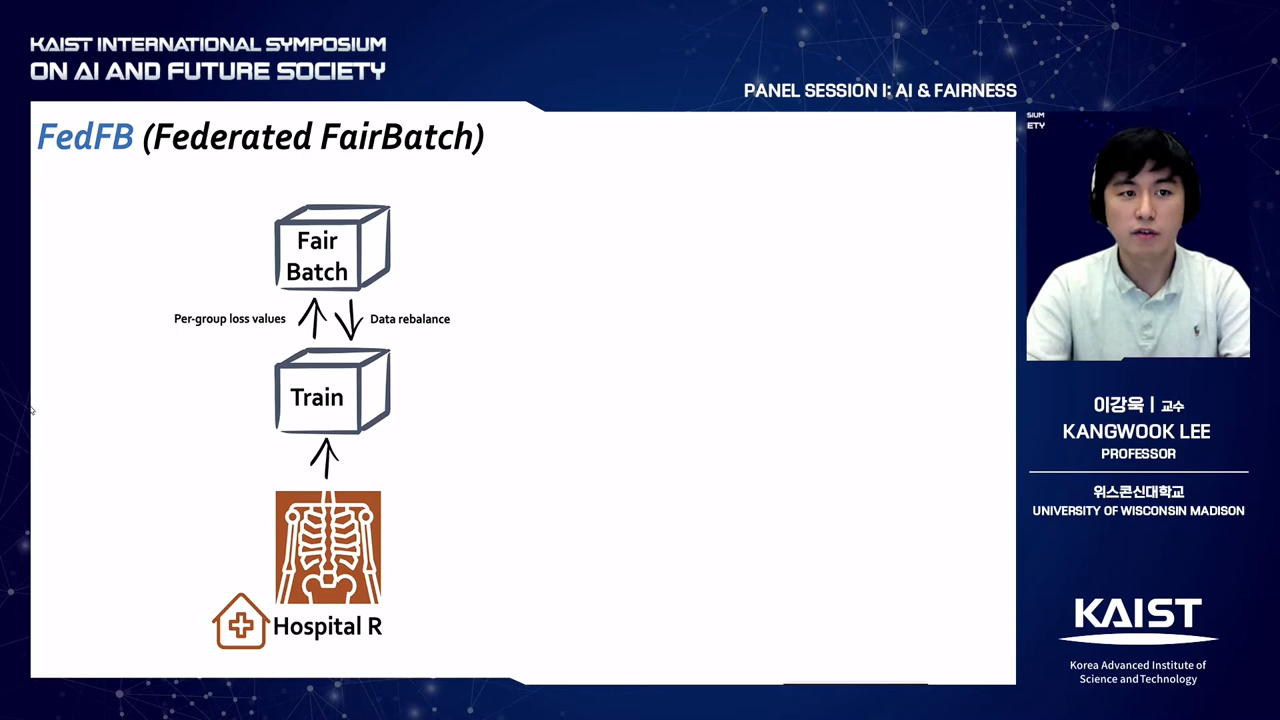 KAIST INTERNATIONAL SYMPOSIUM
ON AI AND FUTURE SOCIETY
PANEL SESSION I: AI & FAIRNESS
FedFB (Federated FairBatch)
Fair
Batch
Per-group loss values
Data rebalance
Train
Hospital R
SIUM
ETY
이강욱 | 교수
KANGWOOK LEE
PROFESSOR
위스콘신대학교
UNIVERSITY OF WISCONSIN MADISON
KAIST
Korea Advanced Institute of
Science and Technology